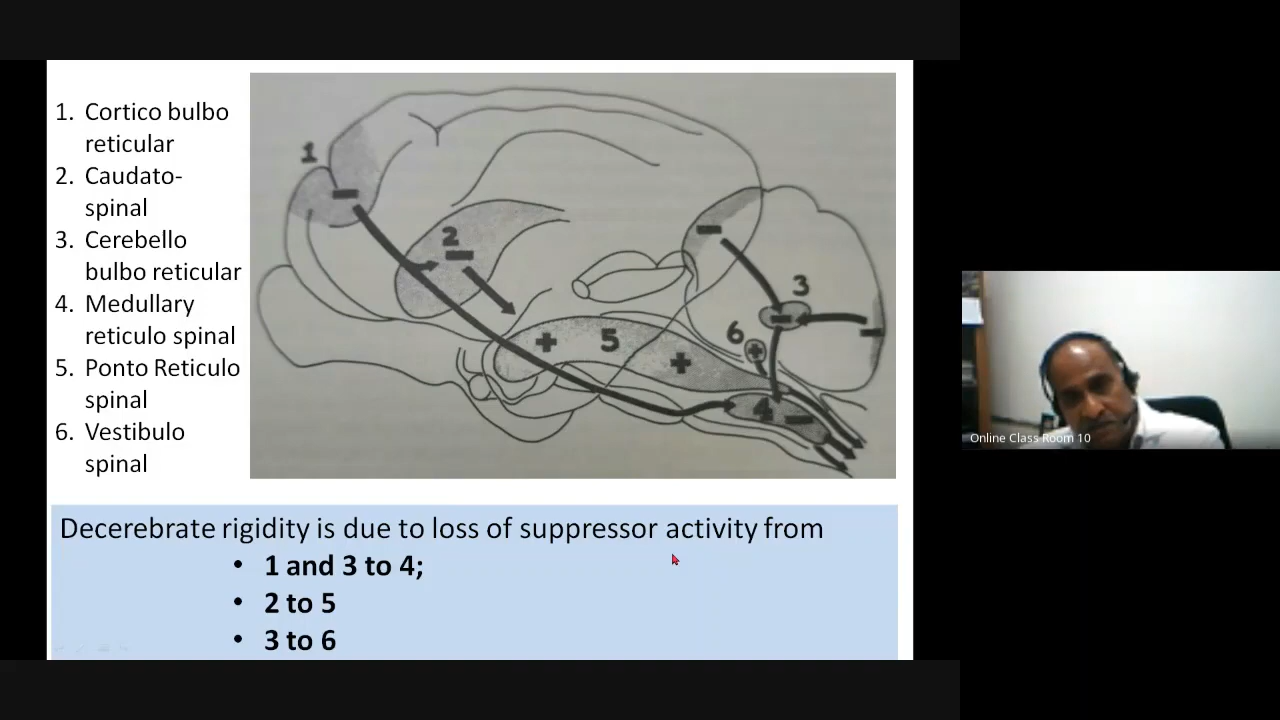 1. Cortico bulbo
reticular
2. Caudato-
spinal
3. Cerebello
bulbo reticular
4. Medullary
reticulo spinal
5. Ponto Reticulo
spinal
6. Vestibulo
spinal
1
2
3
6
5
4
Decerebrate rigidity is due to loss of suppressor activity from
• 1 and 3 to 4;
• 2 to 5
• 3 to 6
Online Class Room 10